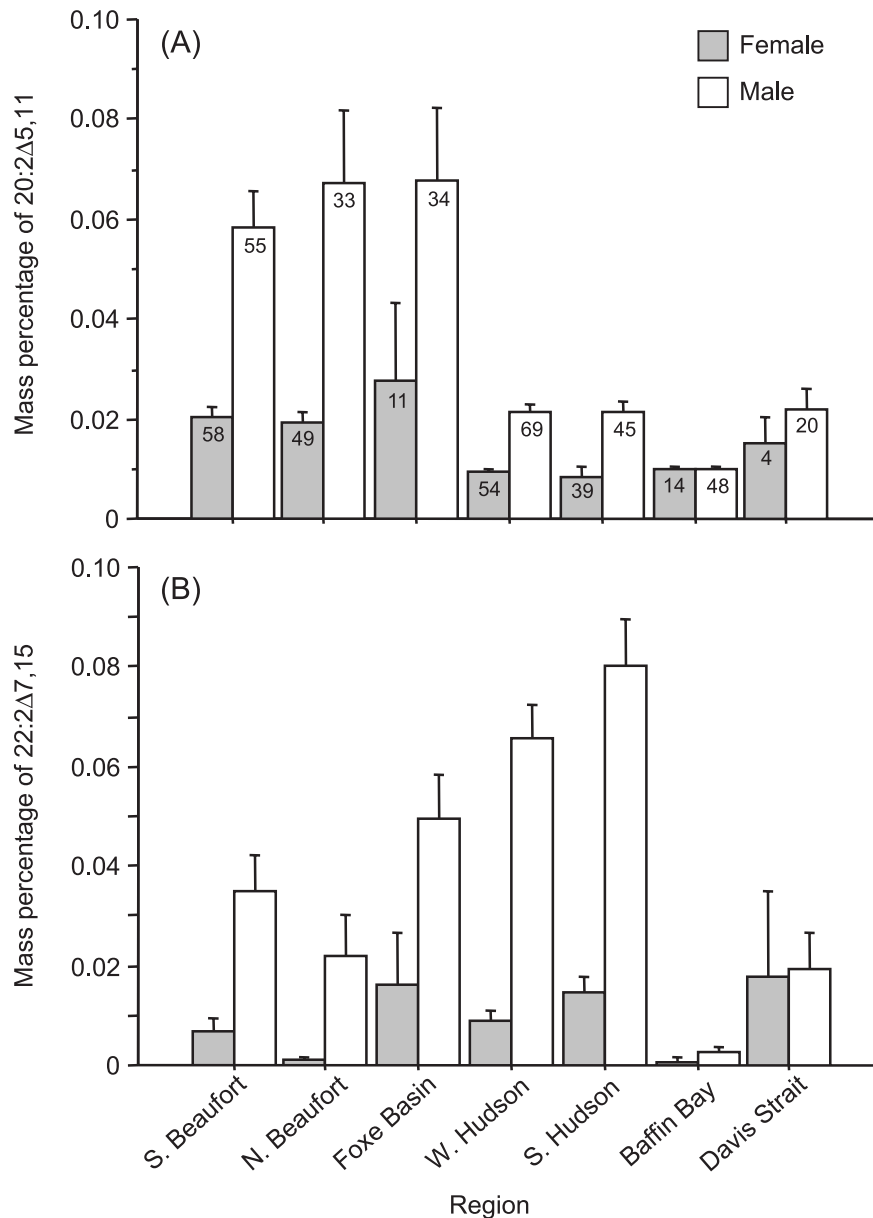 (A)
Female
Male
Mass percentage of 20:2Δ5,11
0.10
0.08
0.06
0.04
0.02
0
58
55
49
33
11
34
54
69
39
45
14
48
4
20
(B)
Mass percentage of 22:2Δ7,15
0.10
0.08
0.06
0.04
0.02
0
S. Beaufort
N. Beaufort
Foxe Basin
W. Hudson
S. Hudson
Baffin Bay
Davis Strait
Region